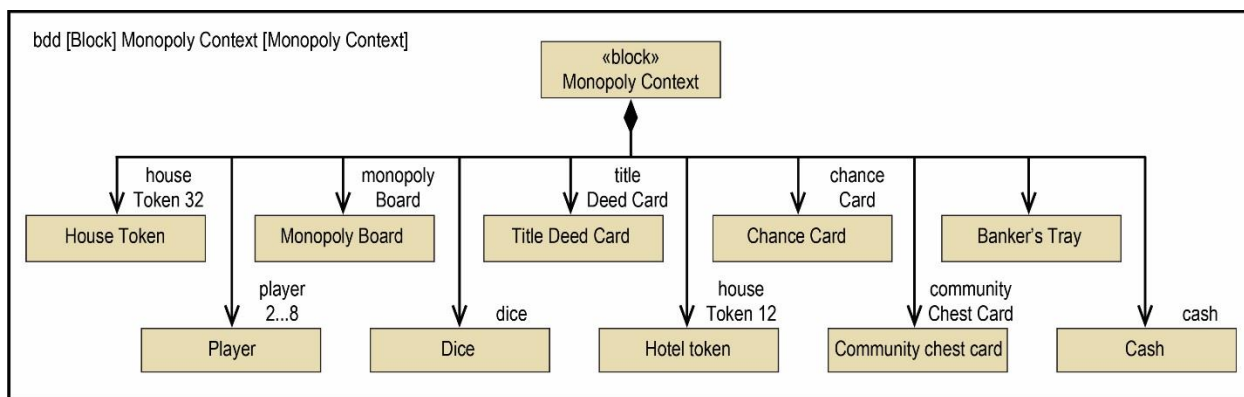 bdd [Block] Monopoly Context [Monopoly Context]
«block»
Monopoly Context
house
Token 32
monopoly
Board
title
Deed Card
chance
Card
House Token
Monopoly Board
Title Deed Card
Chance Card
Banker's Tray
player
2...8
dice
house
Token 12
community
Chest Card
cash
Player
Dice
Hotel token
Community chest card
Cash